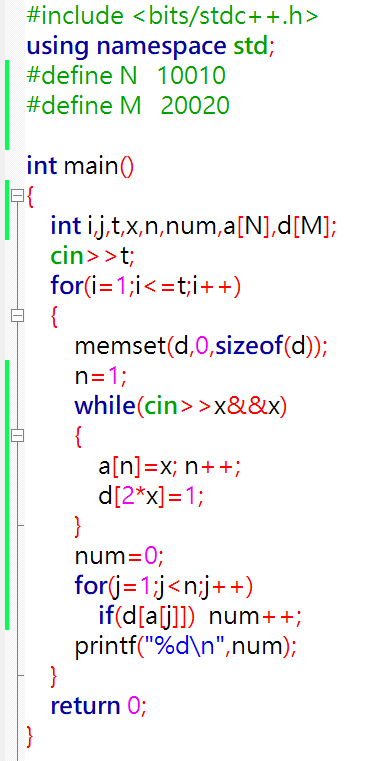 #include <bits/stdc++.h>
using namespace std;
#define N   10010
#define M   20020

int main()
{
    int i,j,t,x,n,num,a[N],d[M];
    cin>>t;
    for(i=1;i<=t;i++)
    {
        memset(d,0,sizeof(d));
        n=1;
        while(cin>>x&&x)
        {
            a[n]=x; n++;
            d[2*x]=1;
        }
        num=0;
        for(j=1;j<n;j++)
            if(d[a[j]])  num++;
        printf("%d\n",num);
    }
    return 0;
}